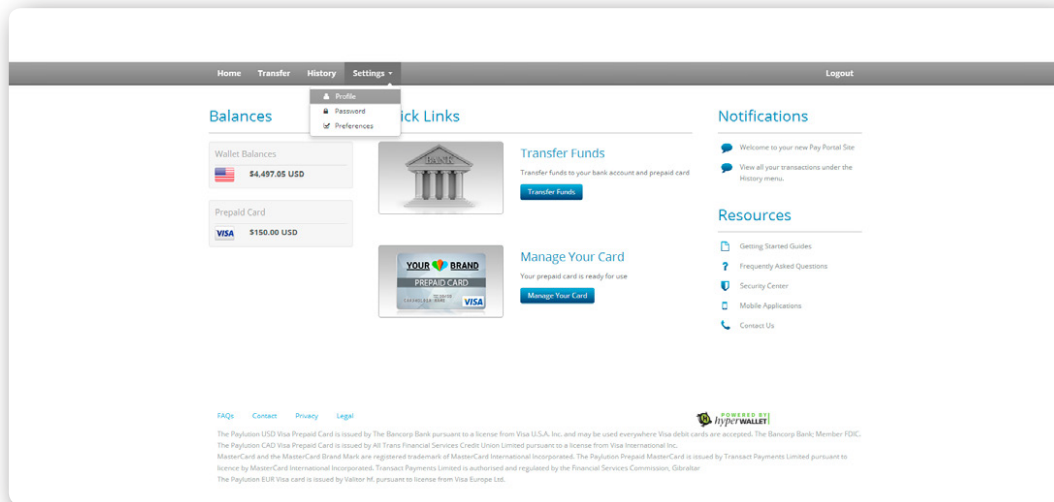 Home Transfer History Settings Logout
Profile
Password
Preferences
Balances
ick Links
Notifications
Wallet Balances
$4,497.05 USD
Prepaid Card
VISA $150.00 USD
BANK
Transfer Funds
Transfer funds to your bank account and prepaid card
Transfer Funds
YOUR BRAND
PREPAID CARD
VISA
Manage Your Card
Your prepaid card is ready for use
Manage Your Card
Welcome to your new Pay Portal Site
View all your transactions under the
History menu.
Resources
Getting Started Guides
Frequently Asked Questions
Security Center
Mobile Applications
Contact Us
FAQs Contact Privacy Legal
POWERED BY
hyperWALLET
The Paylution USD Visa Prepaid Card is issued by The Bancorp Bank pursuant to a license from Visa U.S.A. Inc. and may be used everywhere Visa debit cards are accepted. The Bancorp Bank; Member FDIC.
The Paylution CAD Visa Prepaid Card is issued by All Trans Financial Services Credit Union Limited pursuant to a license from Visa International Inc.
MasterCard and the MasterCard Brand Mark are registered trademark of MasterCard International Incorporated. The Paylution Prepaid MasterCard is issued by Transact Payments Limited pursuant to
licence by MasterCard International Incorporated. Transact Payments Limited is authorised and regulated by the Financial Services Commission, Gibraltar
The Paylution EUR Visa card is issued by Valitor hf. pursuant to license from Visa Europe Ltd.